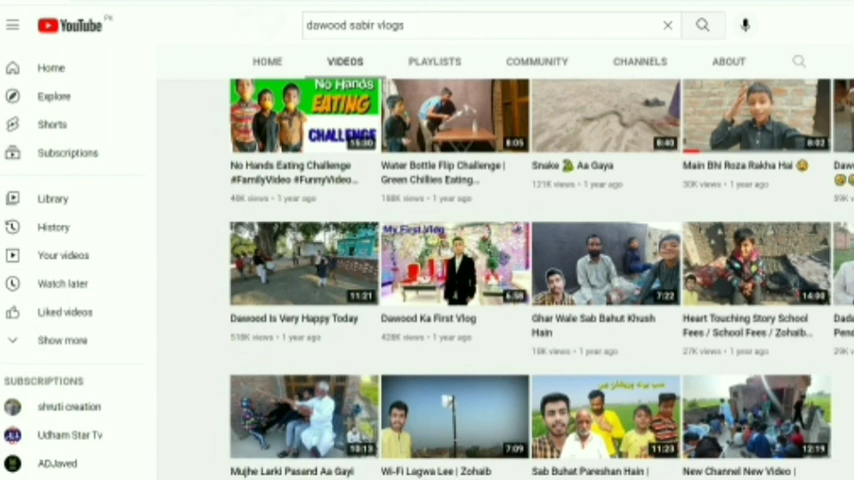 YouTube PK
dawood sabir vlogs
HOME VIDEOS PLAYLISTS COMMUNITY CHANNELS ABOUT
Home
Explore
Shorts
Subscriptions
Library
History
Your videos
Watch later
Liked videos
Show more
SUBSCRIPTIONS
shruti creation
Udham Star Tv
ADJaved
No Hands
EATING
CHALLENGE
15:30
8:05
8:40
8:02
No Hands Eating Challenge
#FamilyVideo #FunnyVideo...
48K views • 1 year ago
Water Bottle Flip Challenge |
Green Chillies Eating...
188K views • 1 year ago
Snake 🐍 Aa Gaya
121K views • 1 year ago
Main Bhi Roza Rakha Hai 😥
30K views • 1 year ago
My First Vlog
11:21
6:58
7:22
14:00
Dawood Is Very Happy Today
518K views • 1 year ago
Dawood Ka First Vlog
428K views • 1 year ago
Ghar Wale Sab Bahut Khush
Hain
18K views • 1 year ago
Heart Touching Story School
Fees / School Fees / Zohaib...
27K views • 1 year ago
سب بہت پریشان ہیں
10:13
7:09
11:23
12:19
Mujhe Larki Pasand Aa Gayi
Wi-Fi Lagwa Lee | Zohaib
Sab Buhat Pareshan Hain |
New Channel New Video |